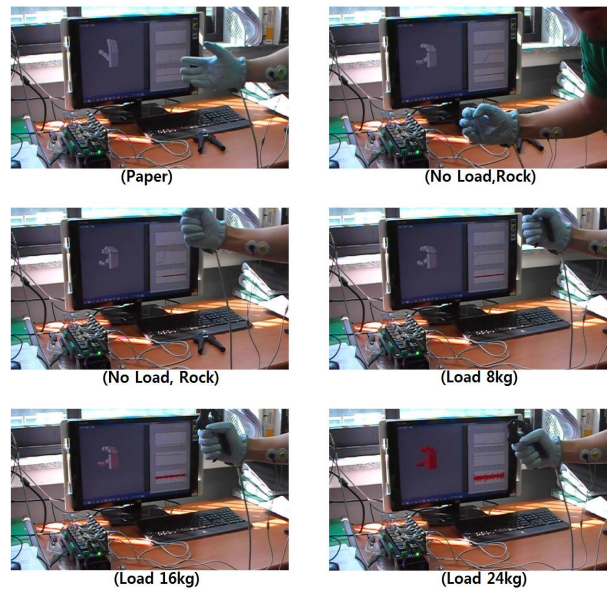 (Paper)
(No Load,Rock)
(No Load, Rock)
(Load 8kg)
(Load 16kg)
(Load 24kg)